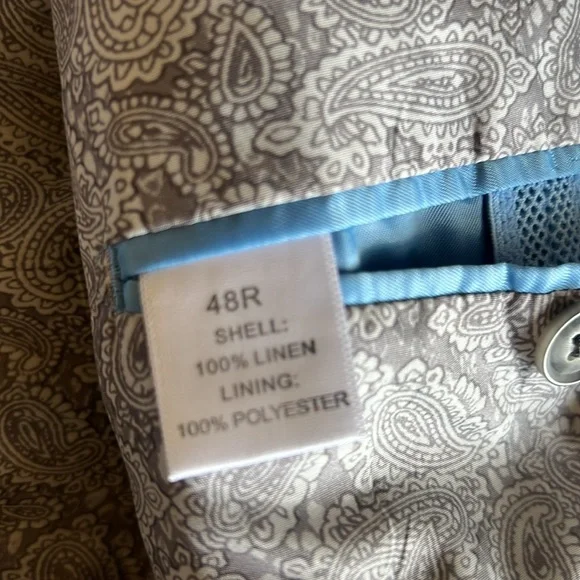 48R
SHELL:
100% LINEN
LINING:
100% POLYESTER